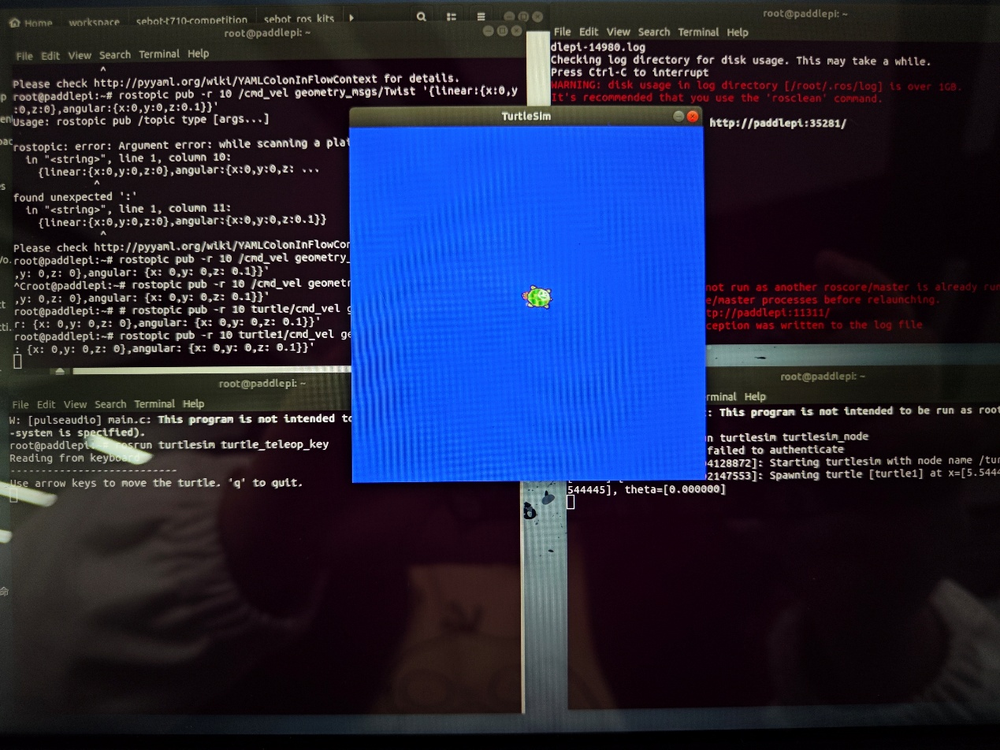 Home workspace sebot-t710-competition sebot_ros_kits
root@paddlepi: ~
File Edit View Search Terminal Help
^
Please check http://pyyaml.org/wiki/YAMLColonInFlowContext for details.
root@paddlepi:~# rostopic pub -r 10 /cmd_vel geometry_msgs/Twist '{linear:{x:0,y
:0,z:0},angular:{x:0,y:0,z:0.1}}'
Usage: rostopic pub /topic type [args...]
rostopic: error: Argument error: while scanning a plai
in "<string>", line 1, column 10:
{linear:{x:0,y:0,z:0},angular:{x:0,y:0,z: ...
^
found unexpected ':'
in "<string>", line 1, column 11:
{linear:{x:0,y:0,z:0},angular:{x:0,y:0,z:0.1}}
^
Please check http://pyyaml.org/wiki/YAMLColonInFlowCon
root@paddlepi:~# rostopic pub -r 10 /cmd_vel geometry_
,y: 0,z: 0},angular: {x: 0,y: 0,z: 0.1}}'
^Croot@paddlepi:~# rostopic pub -r 10 /cmd_vel geometr
,y: 0,z: 0},angular: {x: 0,y: 0,z: 0.1}}'
root@paddlepi:~# # rostopic pub -r 10 turtle/cmd_vel g
r: {x: 0,y: 0,z: 0},angular: {x: 0,y: 0,z: 0.1}}'
root@paddlepi:~# rostopic pub -r 10 turtle1/cmd_vel ge
: {x: 0,y: 0,z: 0},angular: {x: 0,y: 0,z: 0.1}}'
root@paddlepi: ~
File Edit View Search Terminal Help
dlepi-14980.log
Checking log directory for disk usage. This may take a while.
Press Ctrl-C to interrupt
WARNING: disk usage in log directory [/root/.ros/log] is over 1GB.
It's recommended that you use the 'rosclean' command.
http://paddlepi:35281/
not run as another roscore/master is already run
e/master processes before relaunching.
tp://paddlepi:11311/
ception was written to the log file
TurtleSim
root@paddlepi: ~
File Edit View Search Terminal Help
W: [pulseaudio] main.c: This program is not intended to
-system is specified).
root@paddlepi:~# rosrun turtlesim turtle_teleop_key
Reading from keyboard
---------------------------
Use arrow keys to move the turtle. 'q' to quit.
root@paddlepi: ~
rminal Help
: This program is not intended to be run as root
n turtlesim turtlesim_node
failed to authenticate
04128872]: Starting turtlesim with node name /tur
2147553]: Spawning turtle [turtle1] at x=[5.5444
544445], theta=[0.000000]